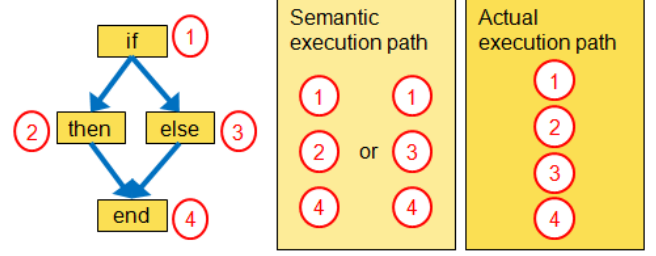 if
1
2
then
else
3
end
4
Semantic
execution path
1 1
2 or 3
4 4
Actual
execution path
1
2
3
4